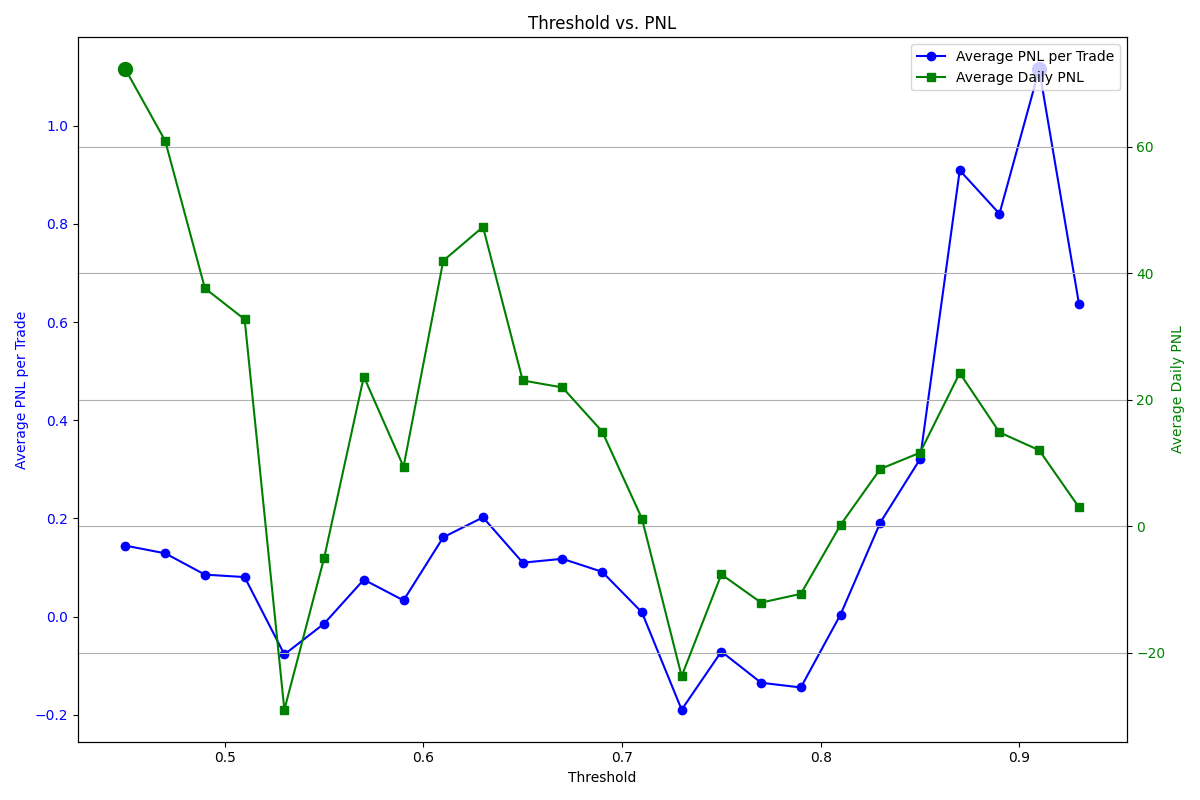 Threshold vs. PNL
Average PNL per Trade
Average Daily PNL
1.0
0.8
0.6
0.4
0.2
0.0
−0.2
Average PNL per Trade
60
40
20
0
−20
Average Daily PNL
0.5 0.6 0.7 0.8 0.9
Threshold